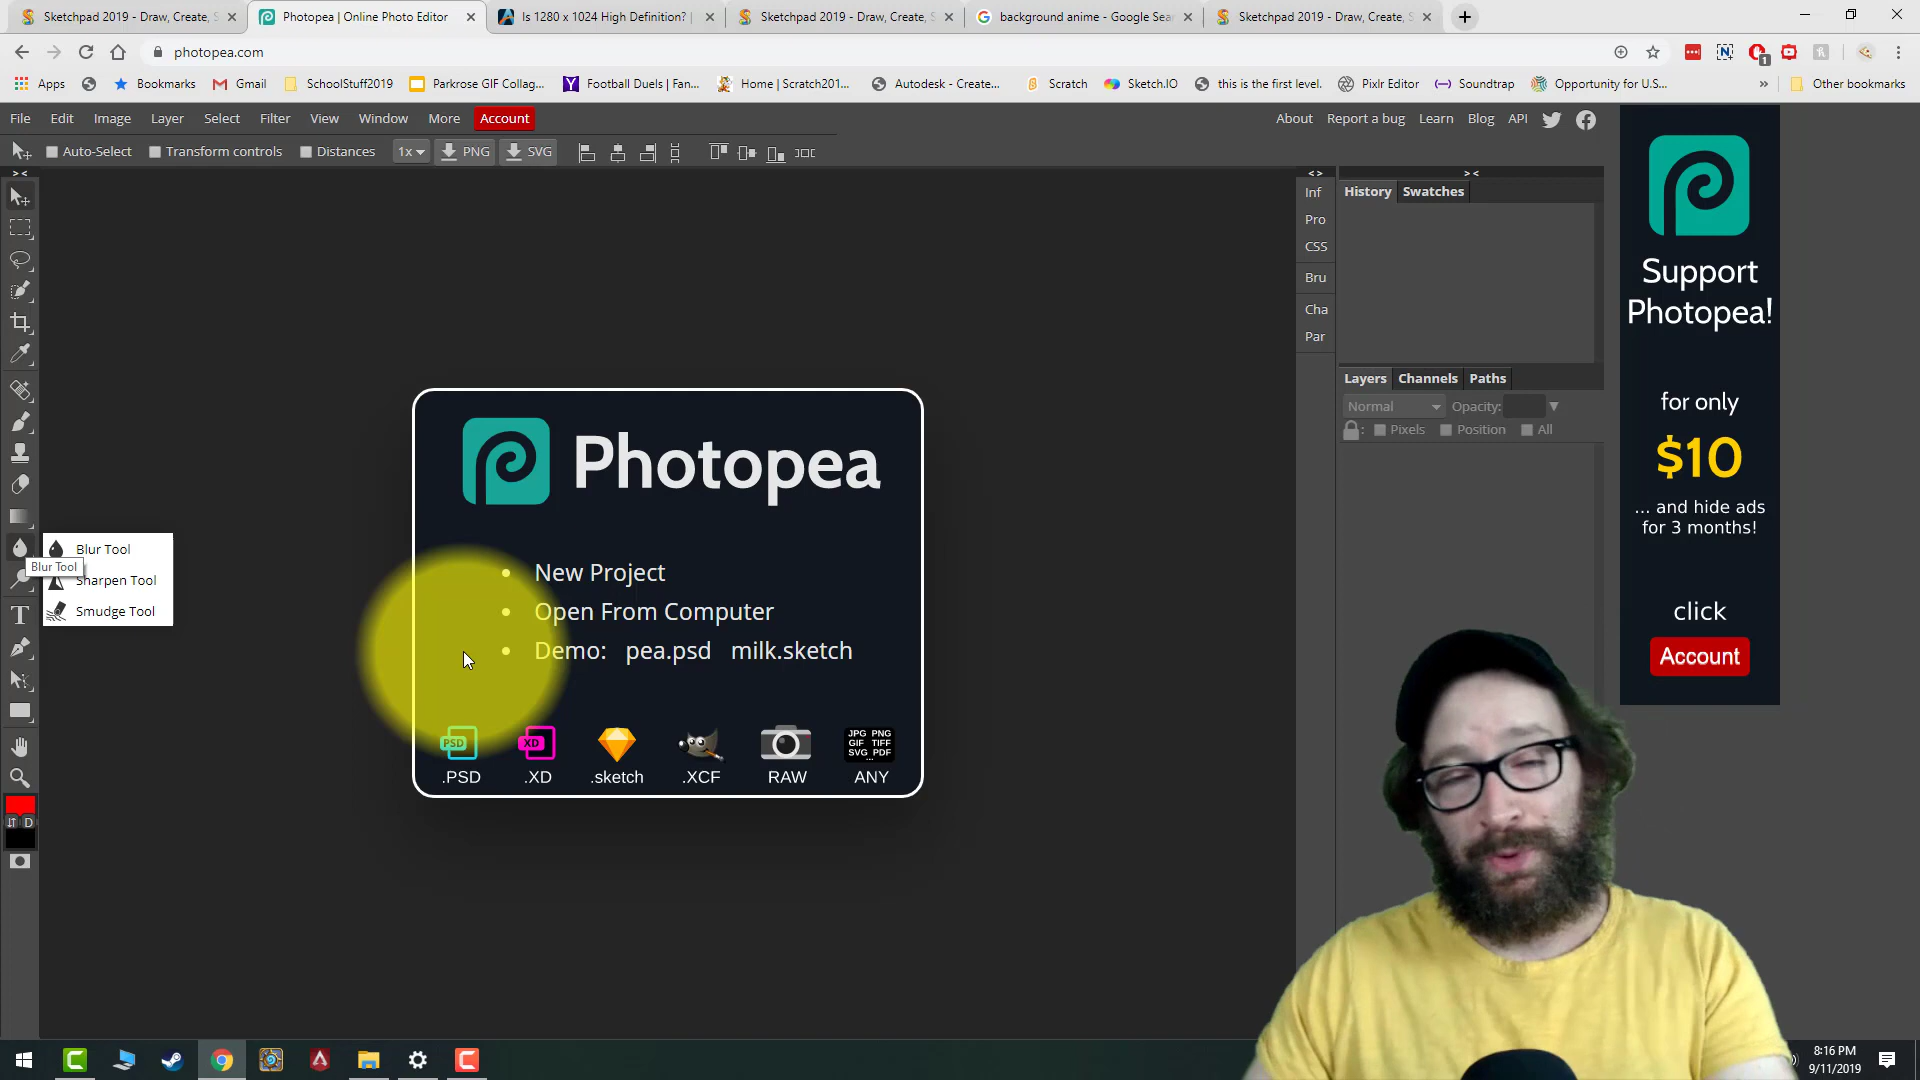 Sketchpad 2019 - Draw, Create, S
Photopea | Online Photo Editor
Is 1280 x 1024 High Definition? |
Sketchpad 2019 - Draw, Create, S
background anime - Google Sea
Sketchpad 2019 - Draw, Create, S
photopea.com
1
Apps
Bookmarks
Gmail
SchoolStuff2019
Parkrose GIF Collag...
Football Duels | Fan...
Home | Scratch201...
Autodesk - Create...
Scratch
Sketch.IO
this is the first level.
Pixlr Editor
Soundtrap
Opportunity for U.S...
»
Other bookmarks
File Edit Image Layer Select Filter View Window More Account
About Report a bug Learn Blog API
Auto-Select Transform controls Distances 1x PNG SVG
> <
< >
> <
Inf
Pro
CSS
Bru
Cha
Par
History Swatches
Layers Channels Paths
Normal Opacity:
: Pixels Position All
Blur Tool
Blur Tool
Sharpen Tool
Smudge Tool
T
D
Photopea
• New Project
• Open From Computer
• Demo: pea.psd milk.sketch
PSD
XD
JPG PNG
GIF TIFF
SVG PDF
...
.PSD .XD .sketch .XCF RAW ANY
Support
Photopea!
for only
$10
... and hide ads
for 3 months!
click
Account
8:16 PM
9/11/2019